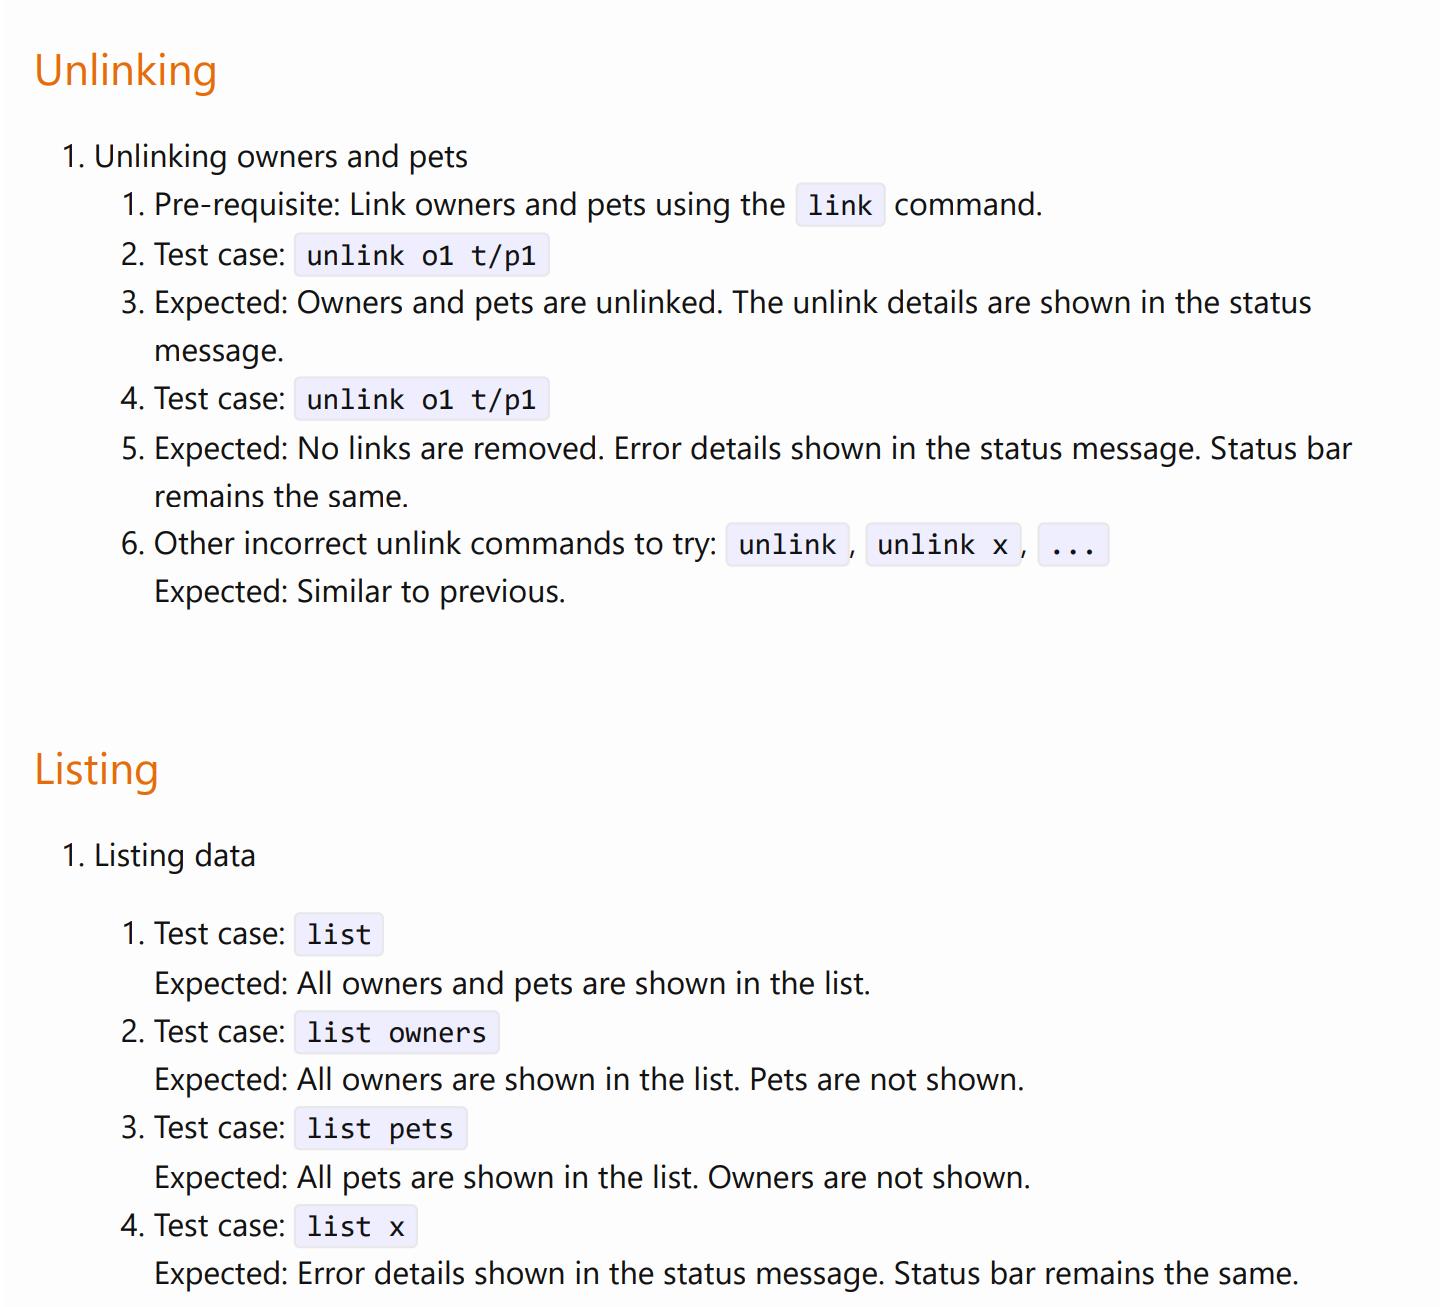 Unlinking
1. Unlinking owners and pets
1. Pre-requisite: Link owners and pets using the link command.
2. Test case: unlink o1 t/p1
3. Expected: Owners and pets are unlinked. The unlink details are shown in the status
message.
4. Test case: unlink o1 t/p1
5. Expected: No links are removed. Error details shown in the status message. Status bar
remains the same.
6. Other incorrect unlink commands to try: unlink, unlink x, ...
Expected: Similar to previous.
Listing
1. Listing data
1. Test case: list
Expected: All owners and pets are shown in the list.
2. Test case: list owners
Expected: All owners are shown in the list. Pets are not shown.
3. Test case: list pets
Expected: All pets are shown in the list. Owners are not shown.
4. Test case: list x
Expected: Error details shown in the status message. Status bar remains the same.